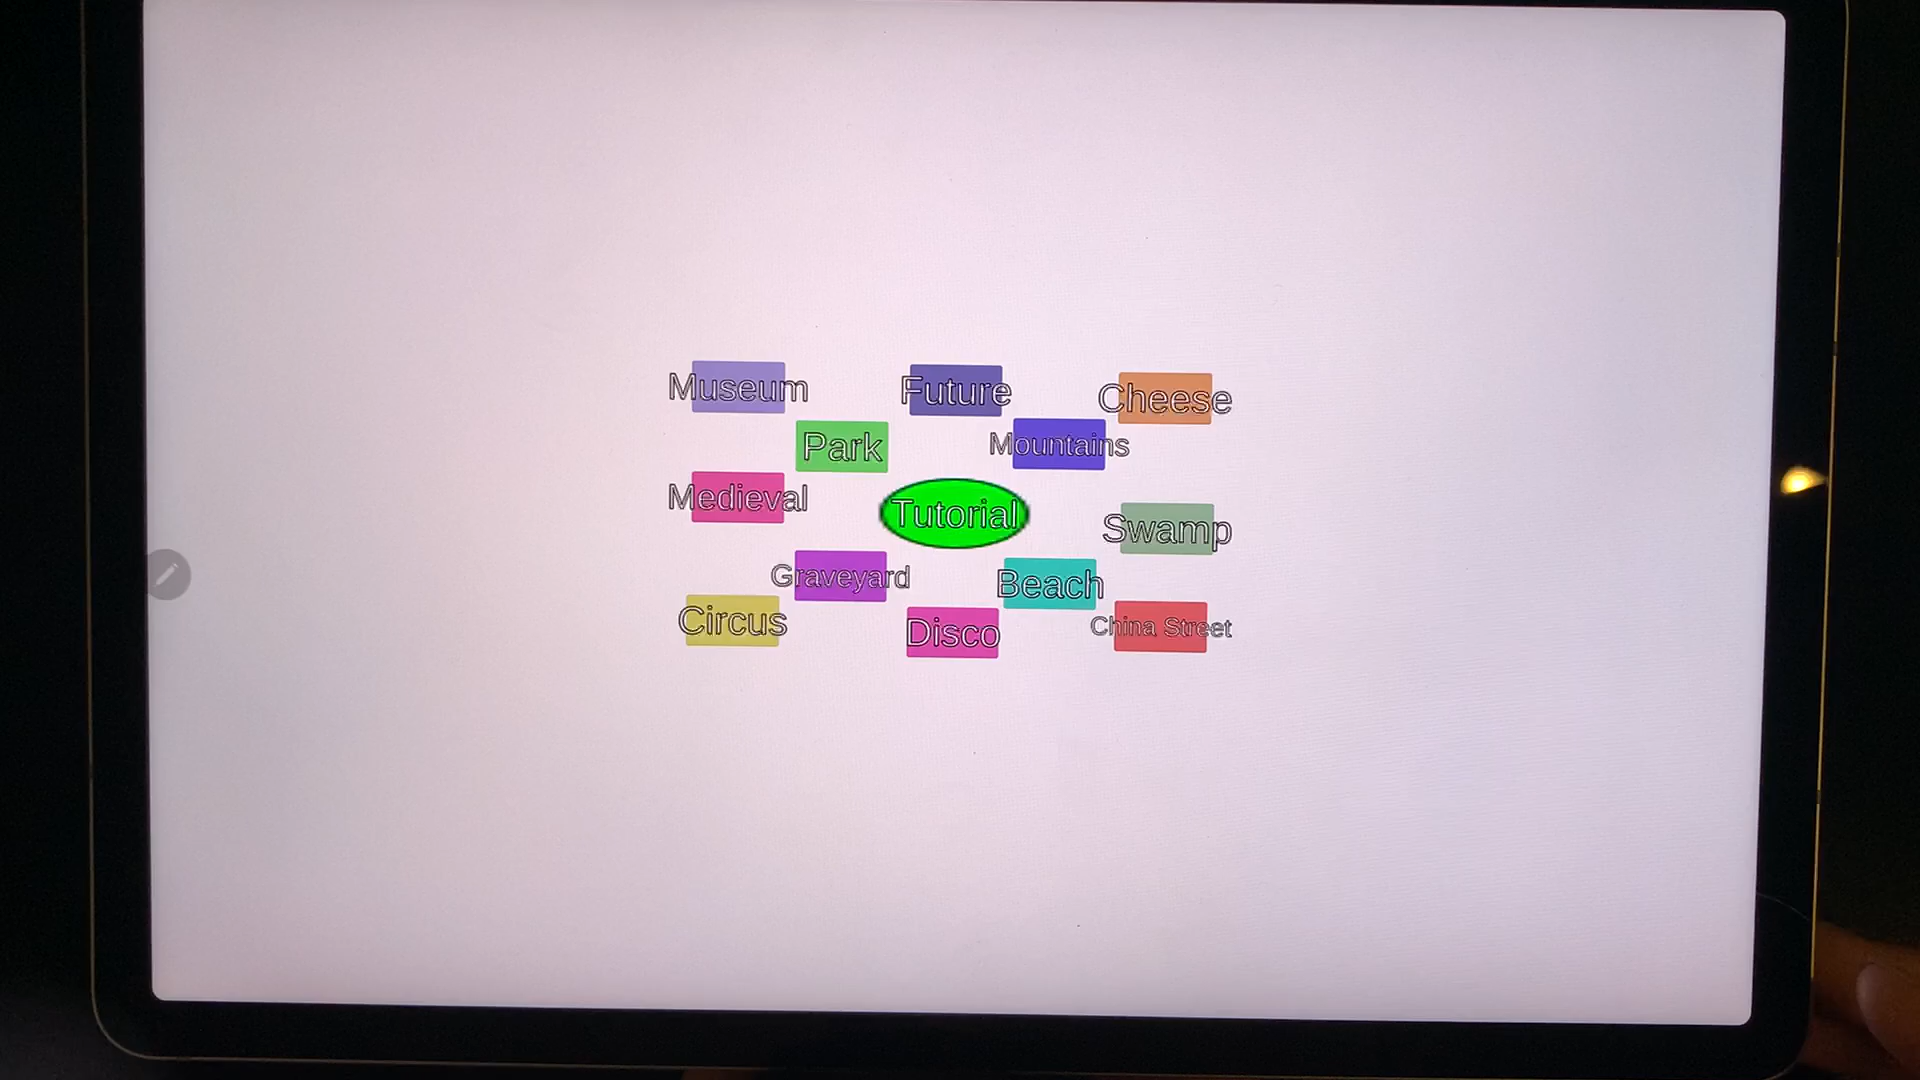 Museum
Future
Cheese
Park
Mountains
Medieval
Tutorial
Swamp
Graveyard
Beach
Circus
Disco
China Street